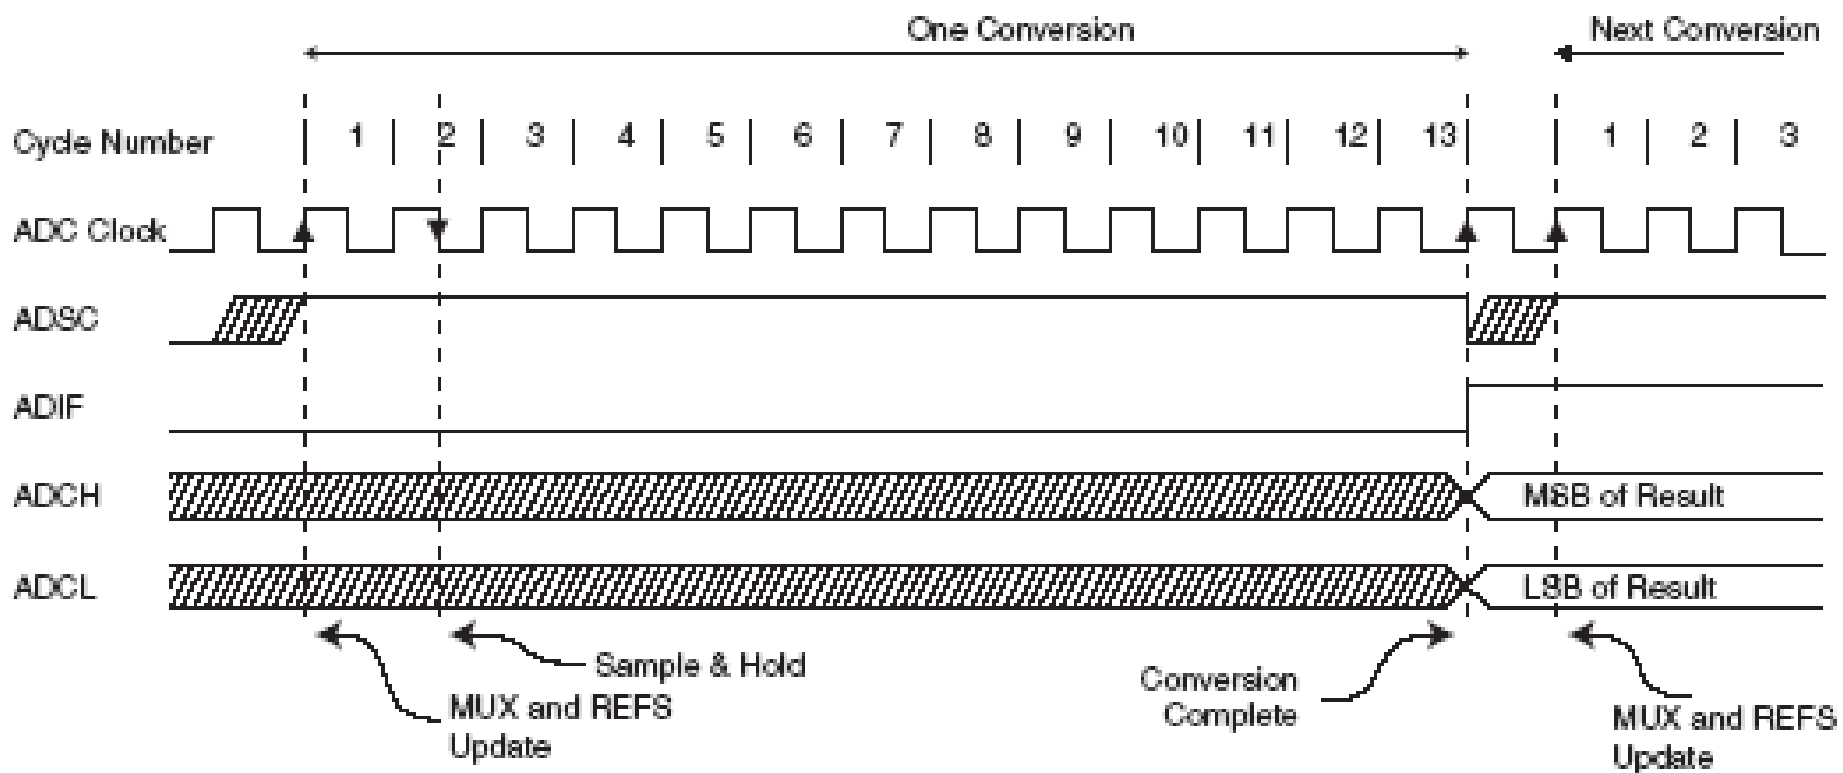 One Conversion Next Conversion
Cycle Number 1 2 3 4 5 6 7 8 9 10 11 12 13 1 2 3
ADC Clock
ADSC
ADIF
ADCH MSB of Result
ADCL LSB of Result
Sample & Hold
MUX and REFS
Update
Conversion
Complete
MUX and REFS
Update